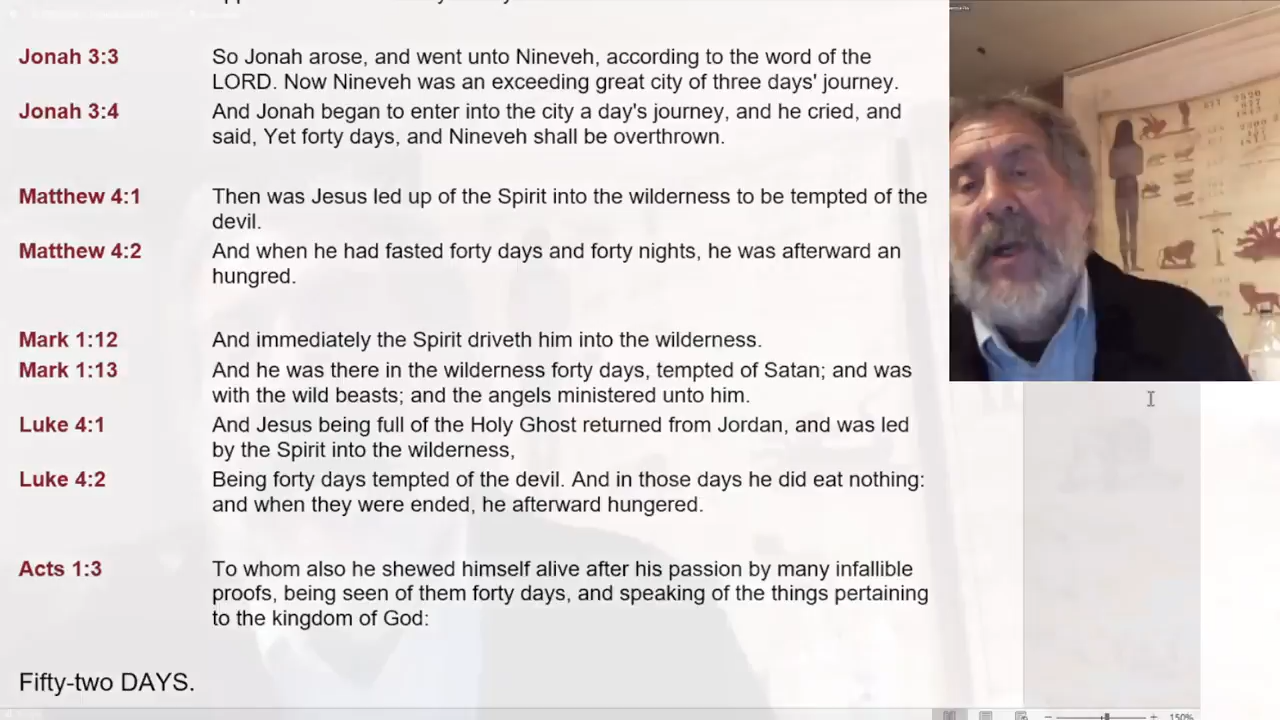 Jonah 3:3 So Jonah arose, and went unto Nineveh, according to the word of the
LORD. Now Nineveh was an exceeding great city of three days' journey.
Jonah 3:4 And Jonah began to enter into the city a day's journey, and he cried, and
said, Yet forty days, and Nineveh shall be overthrown.
Matthew 4:1 Then was Jesus led up of the Spirit into the wilderness to be tempted of the
devil.
Matthew 4:2 And when he had fasted forty days and forty nights, he was afterward an
hungred.
Mark 1:12 And immediately the Spirit driveth him into the wilderness.
Mark 1:13 And he was there in the wilderness forty days, tempted of Satan; and was
with the wild beasts; and the angels ministered unto him.
Luke 4:1 And Jesus being full of the Holy Ghost returned from Jordan, and was led
by the Spirit into the wilderness,
Luke 4:2 Being forty days tempted of the devil. And in those days he did eat nothing:
and when they were ended, he afterward hungered.
Acts 1:3 To whom also he shewed himself alive after his passion by many infallible
proofs, being seen of them forty days, and speaking of the things pertaining
to the kingdom of God:
Fifty-two DAYS.
150%